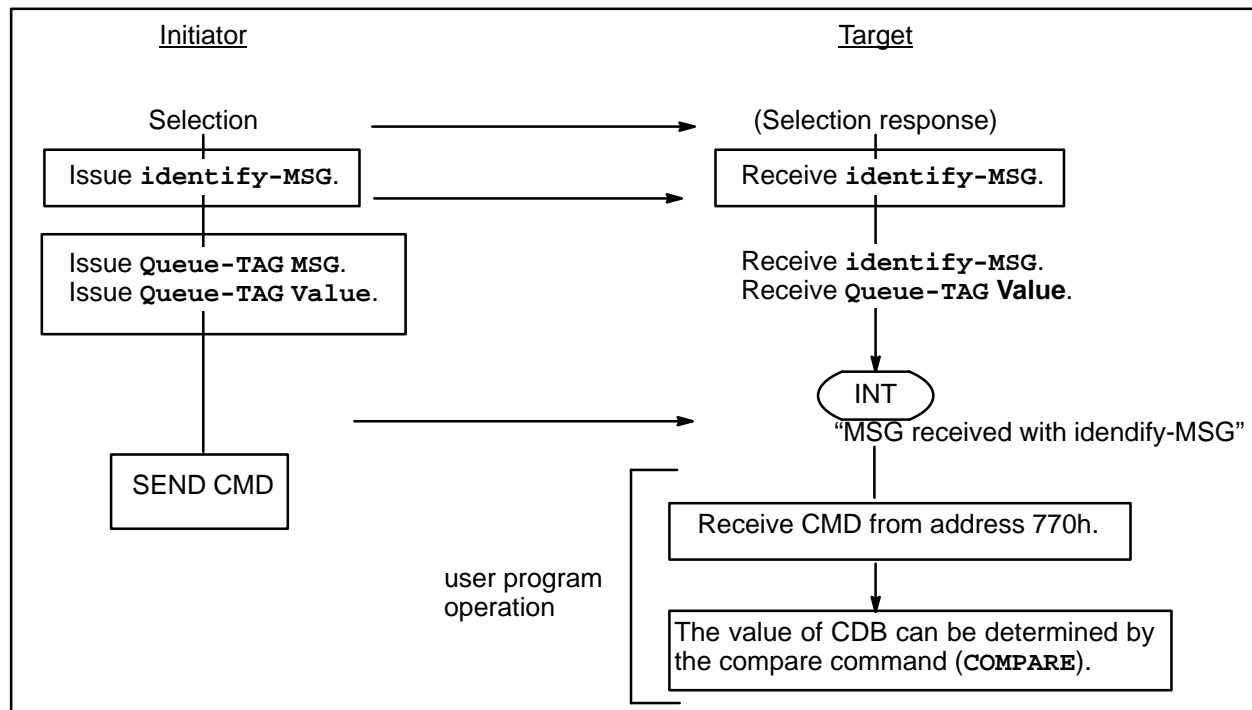 Initiator
Target
Selection
(Selection response)
Issue identify-MSG.
Receive identify-MSG.
Issue Queue-TAG MSG.
Issue Queue-TAG Value.
Receive identify-MSG.
Receive Queue-TAG Value.
INT
“MSG received with idendify-MSG”
SEND CMD
Receive CMD from address 770h.
user program
operation
The value of CDB can be determined by
the compare command (COMPARE).